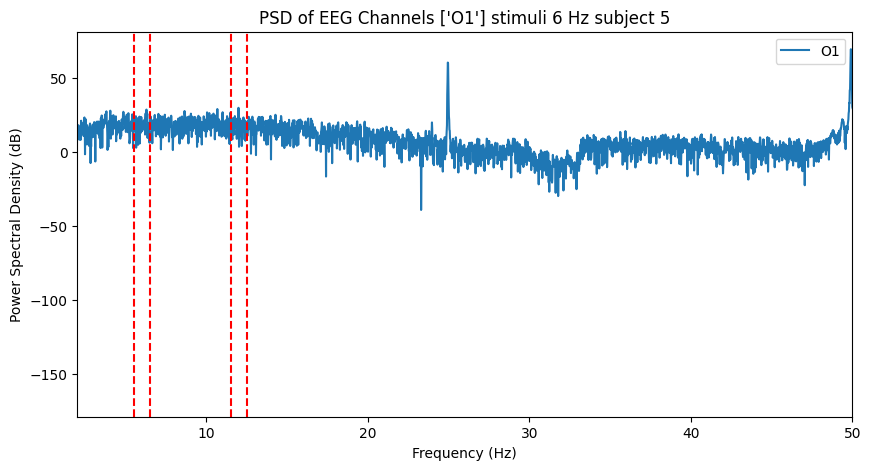 PSD of EEG Channels ['O1'] stimuli 6 Hz subject 5
O1
Power Spectral Density (dB)
50
0
−50
−100
−150
10
20
30
40
50
Frequency (Hz)